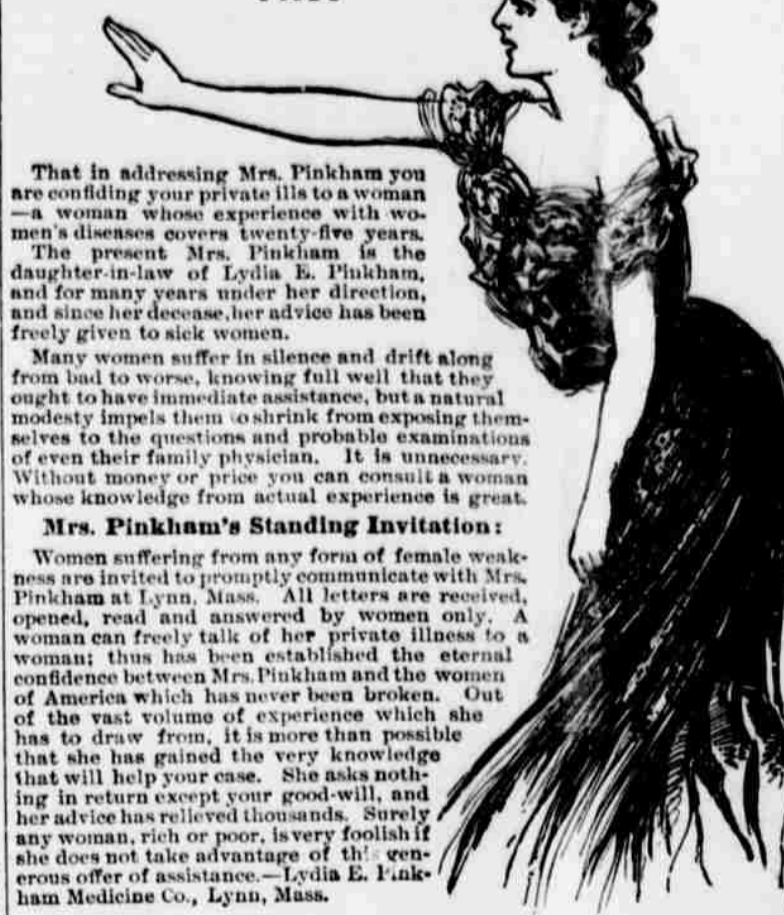 That in addressing Mrs. Pinkham you
are confiding your private ills to a woman
—a woman whose experience with wo-
men's diseases covers twenty-five years.
The present Mrs. Pinkham is the
daughter-in-law of Lydia E. Pinkham,
and for many years under her direction,
and since her decease, her advice has been
freely given to sick women.
Many women suffer in silence and drift along
from bad to worse, knowing full well that they
ought to have immediate assistance, but a natural
modesty impels them to shrink from exposing them-
selves to the questions and probable examinations
of even their family physician. It is unnecessary.
Without money or price you can consult a woman
whose knowledge from actual experience is great.
Mrs. Pinkham's Standing Invitation:
Women suffering from any form of female weak-
ness are invited to promptly communicate with Mrs.
Pinkham at Lynn, Mass. All letters are received,
opened, read and answered by women only. A
woman can freely talk of her private illness to a
woman; thus has been established the eternal
confidence between Mrs. Pinkham and the women
of America which has never been broken. Out
of the vast volume of experience which she
has to draw from, it is more than possible
that she has gained the very knowledge
that will help your case. She asks noth-
ing in return except your good-will, and
her advice has relieved thousands. Surely
any woman, rich or poor, is very foolish if
she does not take advantage of this gen-
erous offer of assistance.—Lydia E. Pink-
ham Medicine Co., Lynn, Mass.